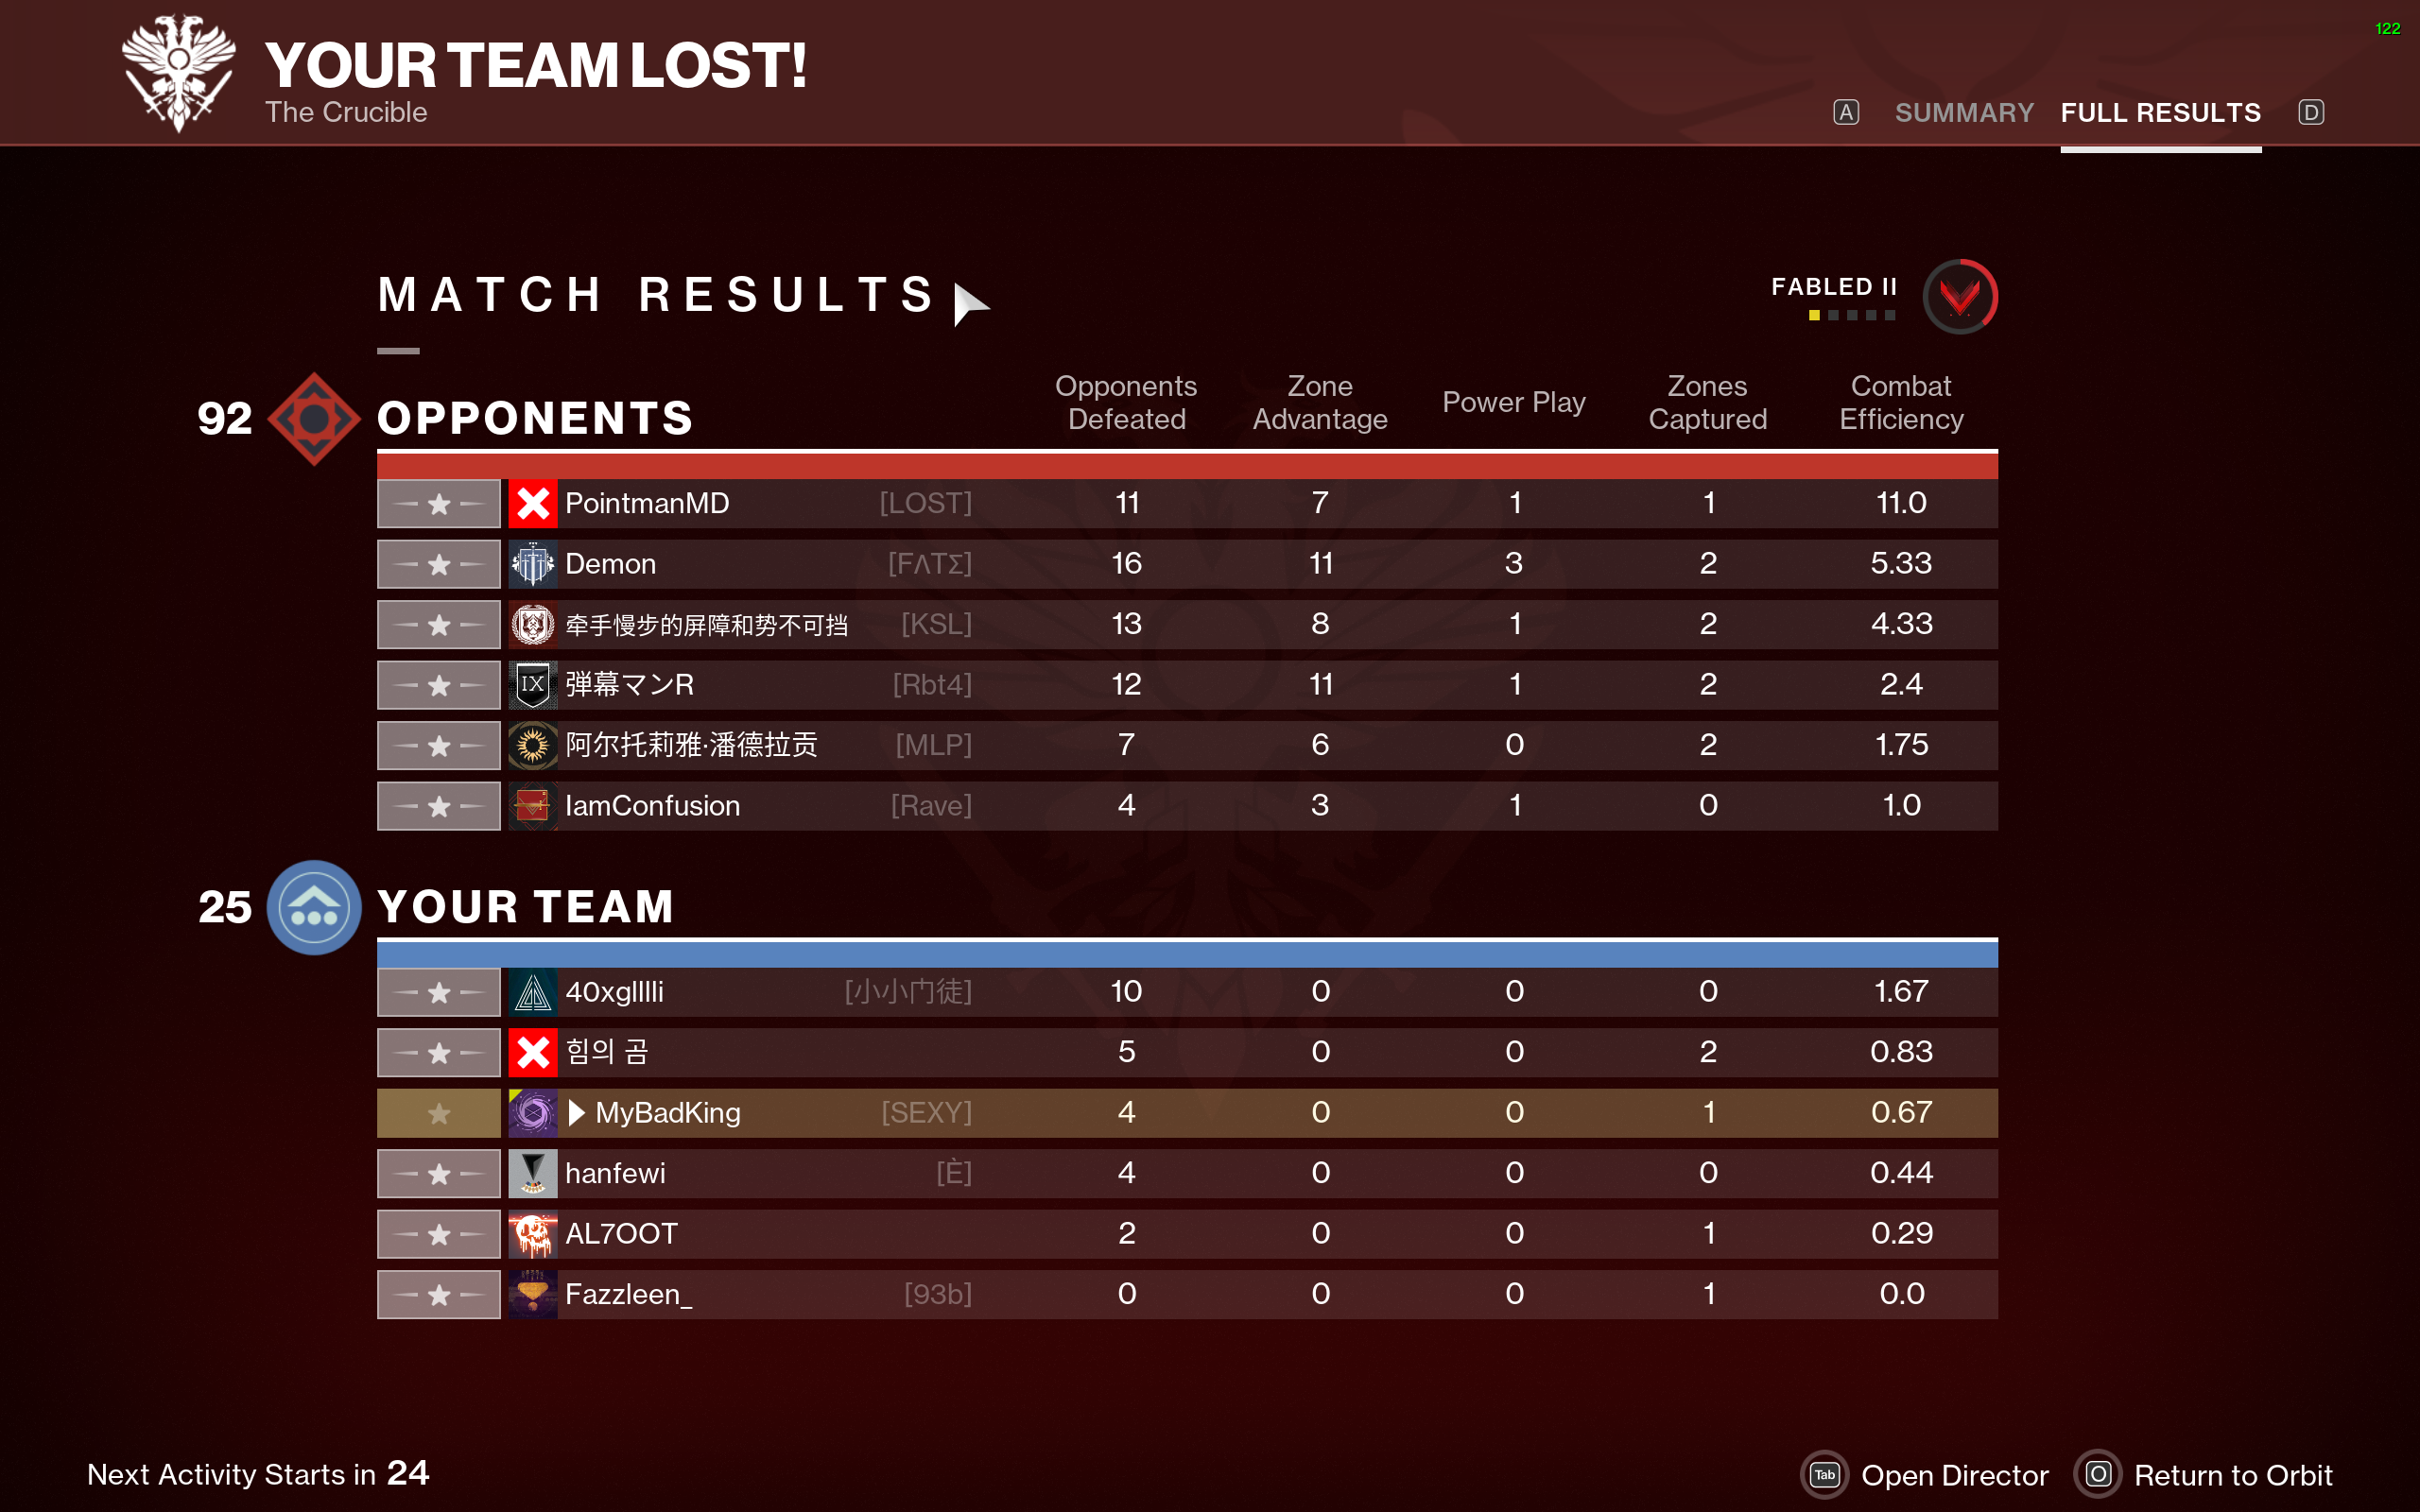 122
YOUR TEAM LOST!
The Crucible
A SUMMARY FULL RESULTS D
MATCH RESULTS
FABLED II
92 OPPONENTS Opponents Defeated Zone Advantage Power Play Zones Captured Combat Efficiency
PointmanMD [LOST] 11 7 1 1 11.0
Demon [FΛTΣ] 16 11 3 2 5.33
牵手慢步的屏障和势不可挡 [KSL] 13 8 1 2 4.33
IX 弾幕マンR [Rbt4] 12 11 1 2 2.4
阿尔托莉雅·潘德拉贡 [MLP] 7 6 0 2 1.75
IamConfusion [Rave] 4 3 1 0 1.0
25 YOUR TEAM
40xglllli [小小门徒] 10 0 0 0 1.67
힘의 곰 5 0 0 2 0.83
MyBadKing [SEXY] 4 0 0 1 0.67
hanfewi [È] 4 0 0 0 0.44
AL7OOT 2 0 0 1 0.29
Fazzleen_ [93b] 0 0 0 1 0.0
Next Activity Starts in 24
Tab Open Director O Return to Orbit